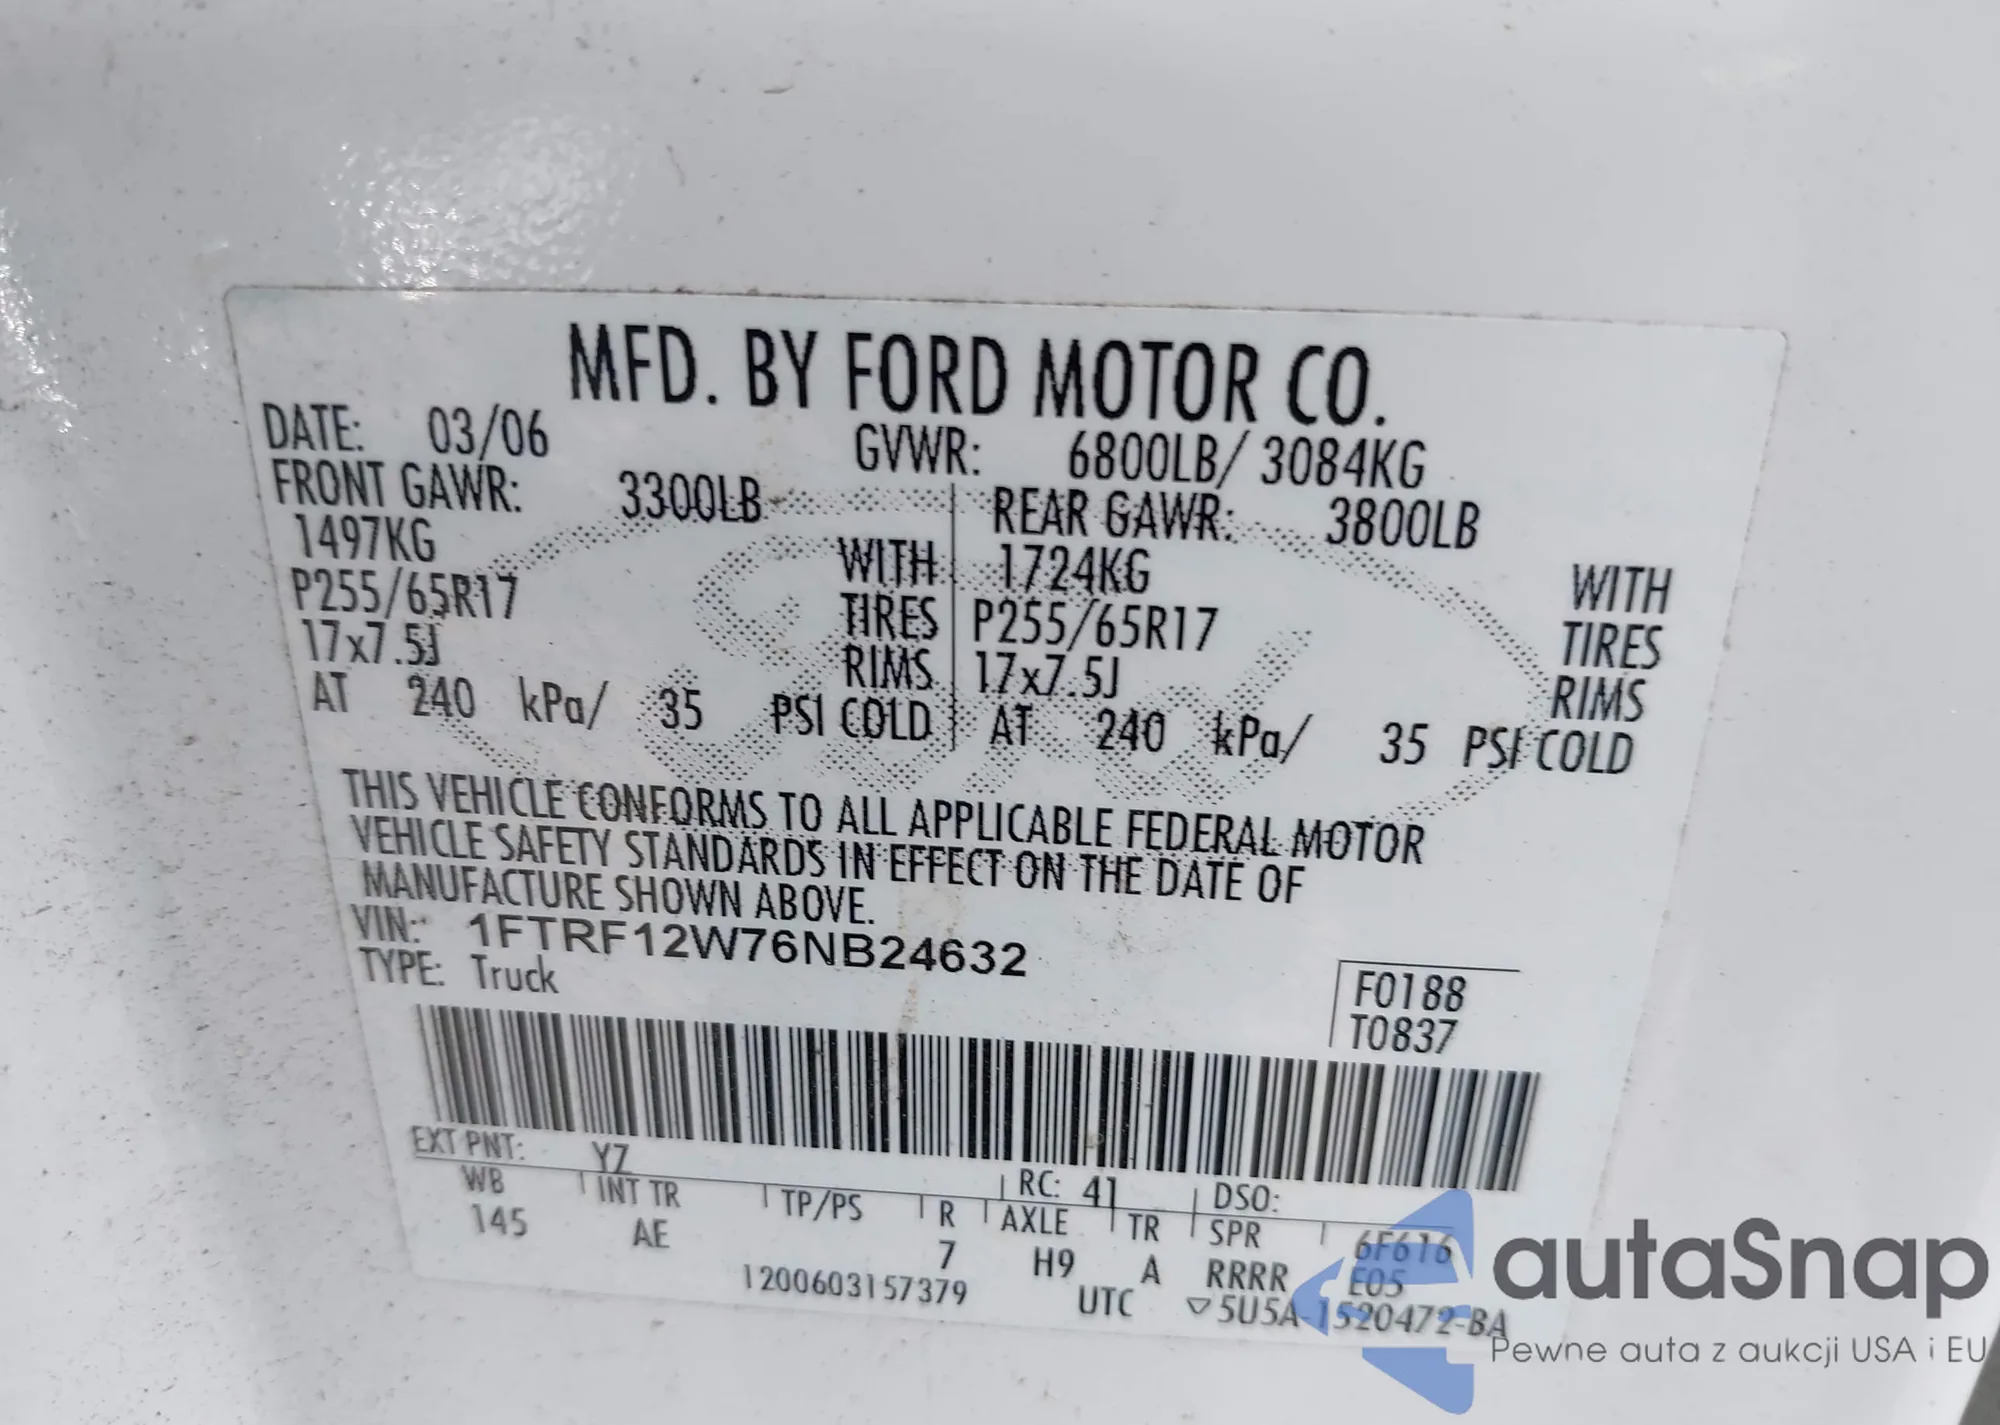 MFD. BY FORD MOTOR CO.
DATE: 03/06 GVWR: 6800LB/ 3084KG
FRONT GAWR: 3300LB REAR GAWR: 3800LB
1497KG WITH 1724KG WITH
P255/65R17 TIRES P255/65R17 TIRES
17x7.5J RIMS 17x7.5J RIMS
AT 240 kPa/ 35 PSI COLD AT 240 kPa/ 35 PSI COLD
THIS VEHICLE CONFORMS TO ALL APPLICABLE FEDERAL MOTOR
VEHICLE SAFETY STANDARDS IN EFFECT ON THE DATE OF
MANUFACTURE SHOWN ABOVE.
VIN: 1FTRF12W76NB24632
TYPE: Truck
F0188
T0837
EXT PNT: YZ RC: 41 DSO:
WB INT TR TP/PS R AXLE TR SPR 6F616
145 AE 7 H9 A RRRR E05
1200603157379 UTC ▽5U5A-1520472-BA
autaSnap
Pewne auta z aukcji USA i EU